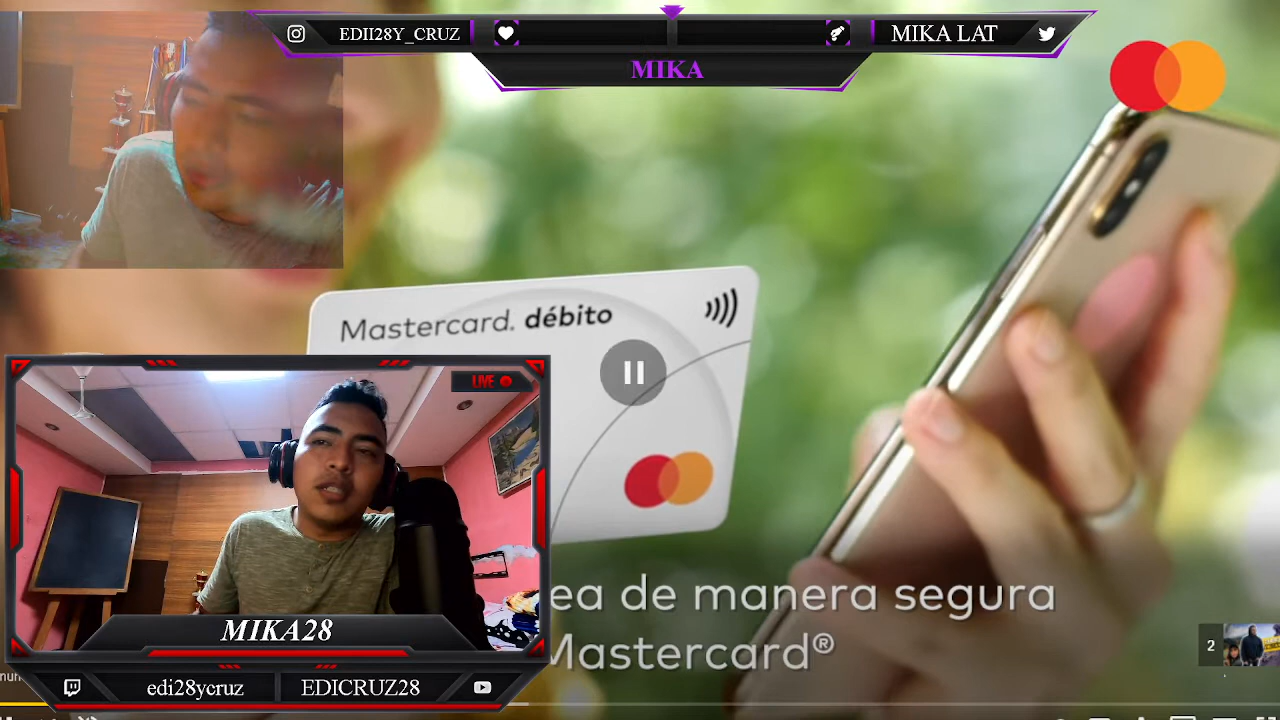 EDII28Y_CRUZ
MIKA LAT
MIKA
Mastercard. débito
LIVE
ea de manera segura
Mastercard®
MIKA28
2
edi28ycruz
EDICRUZ28